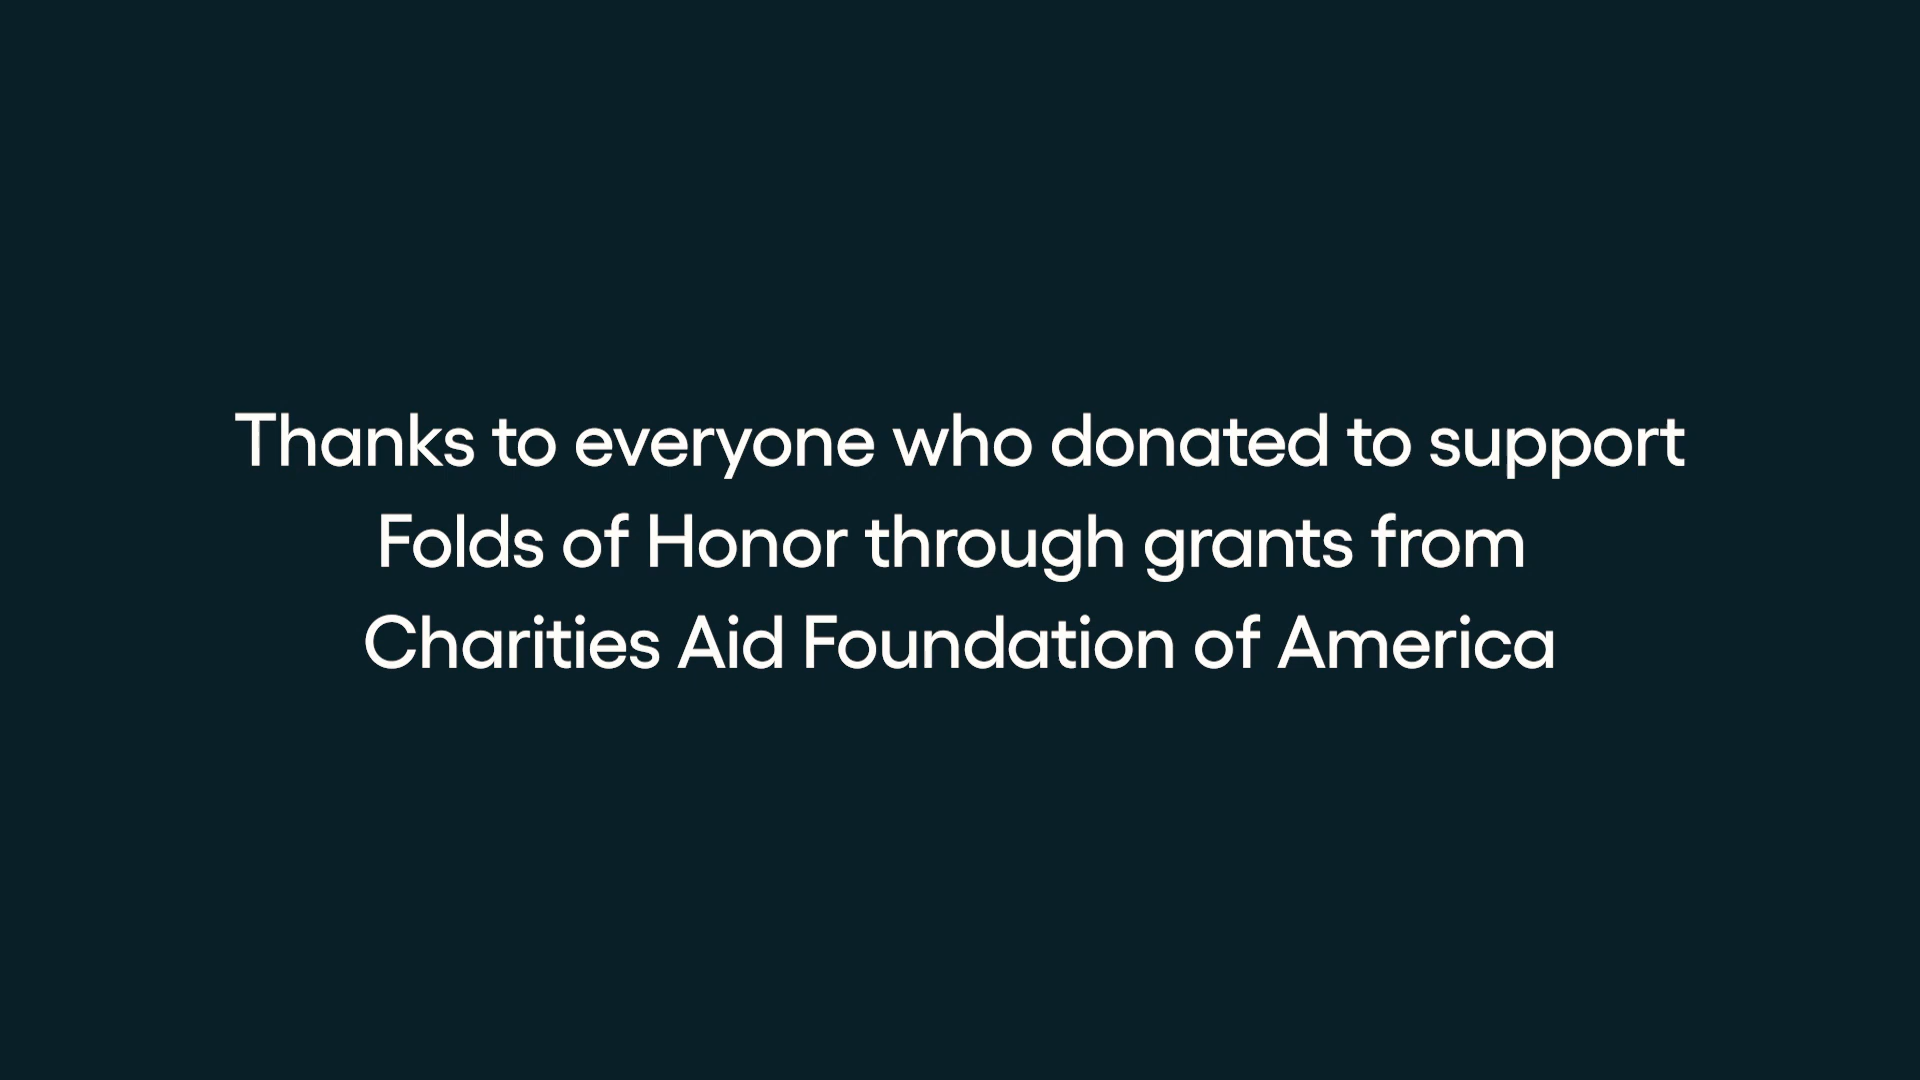 Thanks to everyone who donated to support
Folds of Honor through grants from
Charities Aid Foundation of America